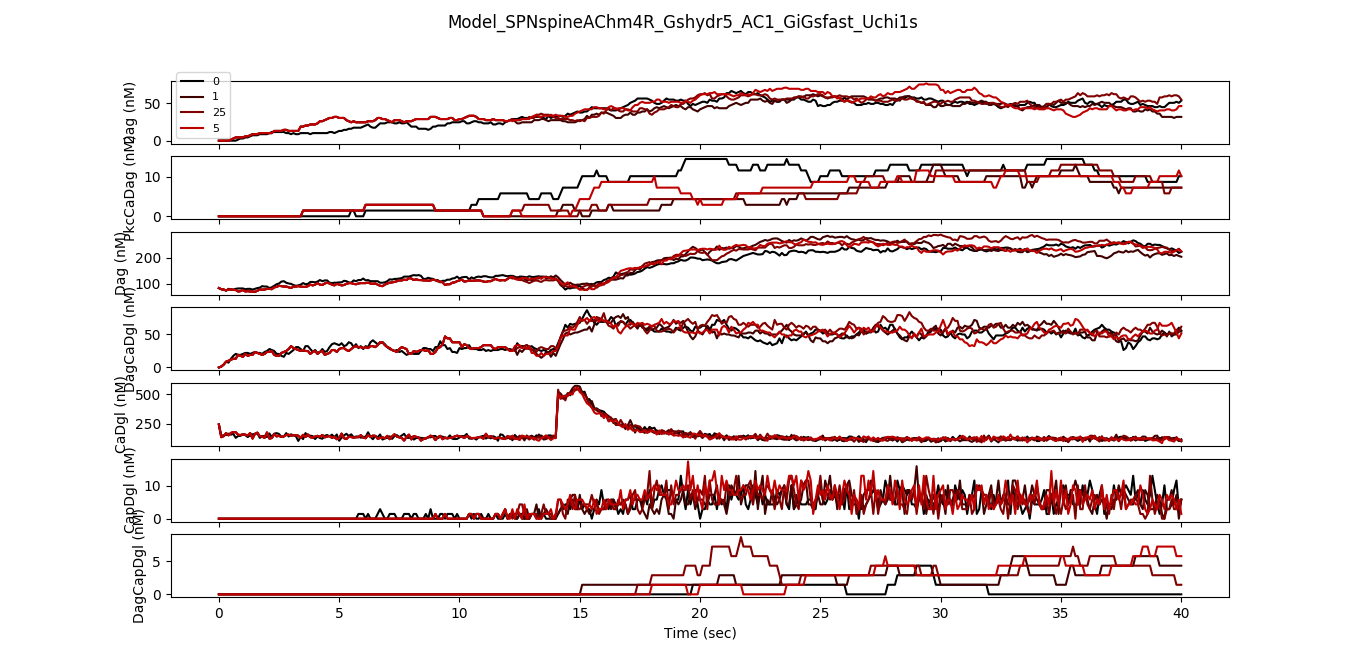 Model_SPNspineAChm4R_Gshydr5_AC1_GiGsfast_Uchi1s
0
1
25
5
50
0
10
0
PkcCaDag (nM)
200
100
Dag (nM)
50
0
DagCaDgl (nM)
500
250
CaDgl (nM)
10
0
CapDgl (nM)
5
0
DagCapDgl (nM)
0 5 10 15 20 25 30 35 40
Time (sec)